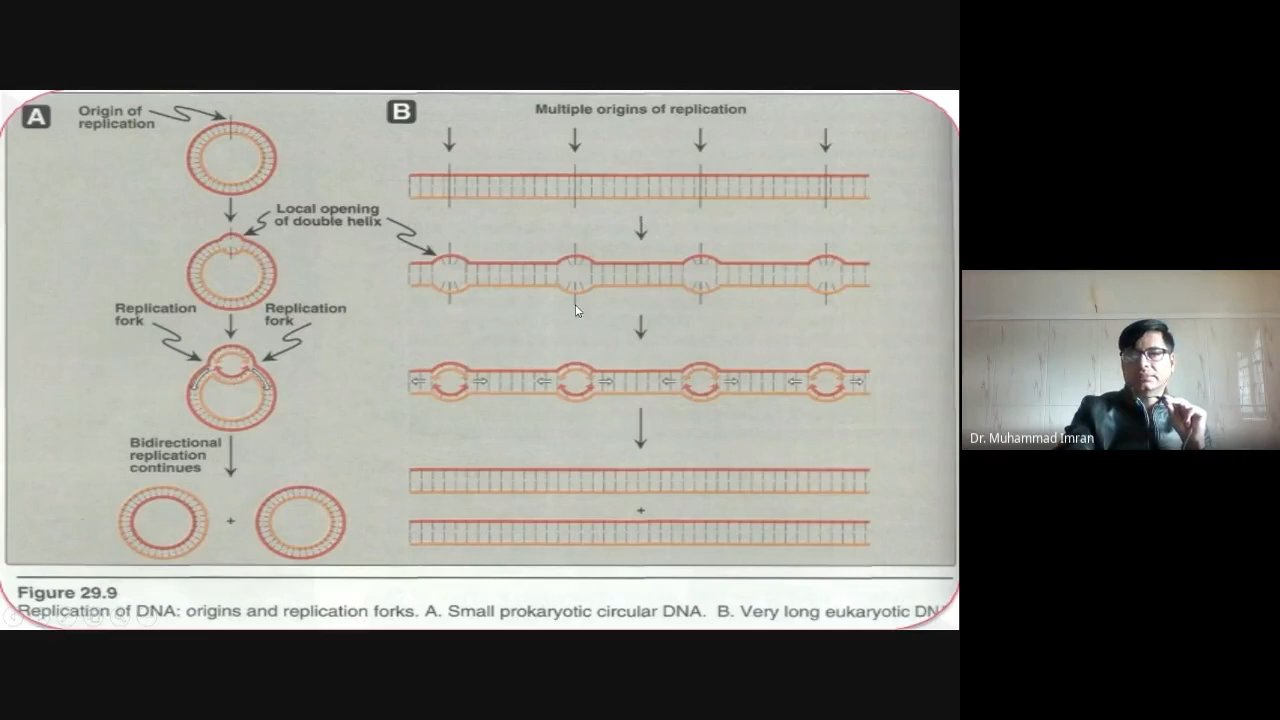 A
Origin of
replication
Local opening
of double helix
Replication
fork
Replication
fork
Bidirectional
replication
continues
+
B
Multiple origins of replication
+
Figure 29.9
Replication of DNA: origins and replication forks. A. Small prokaryotic circular DNA. B. Very long eukaryotic DN
Dr. Muhammad Imran